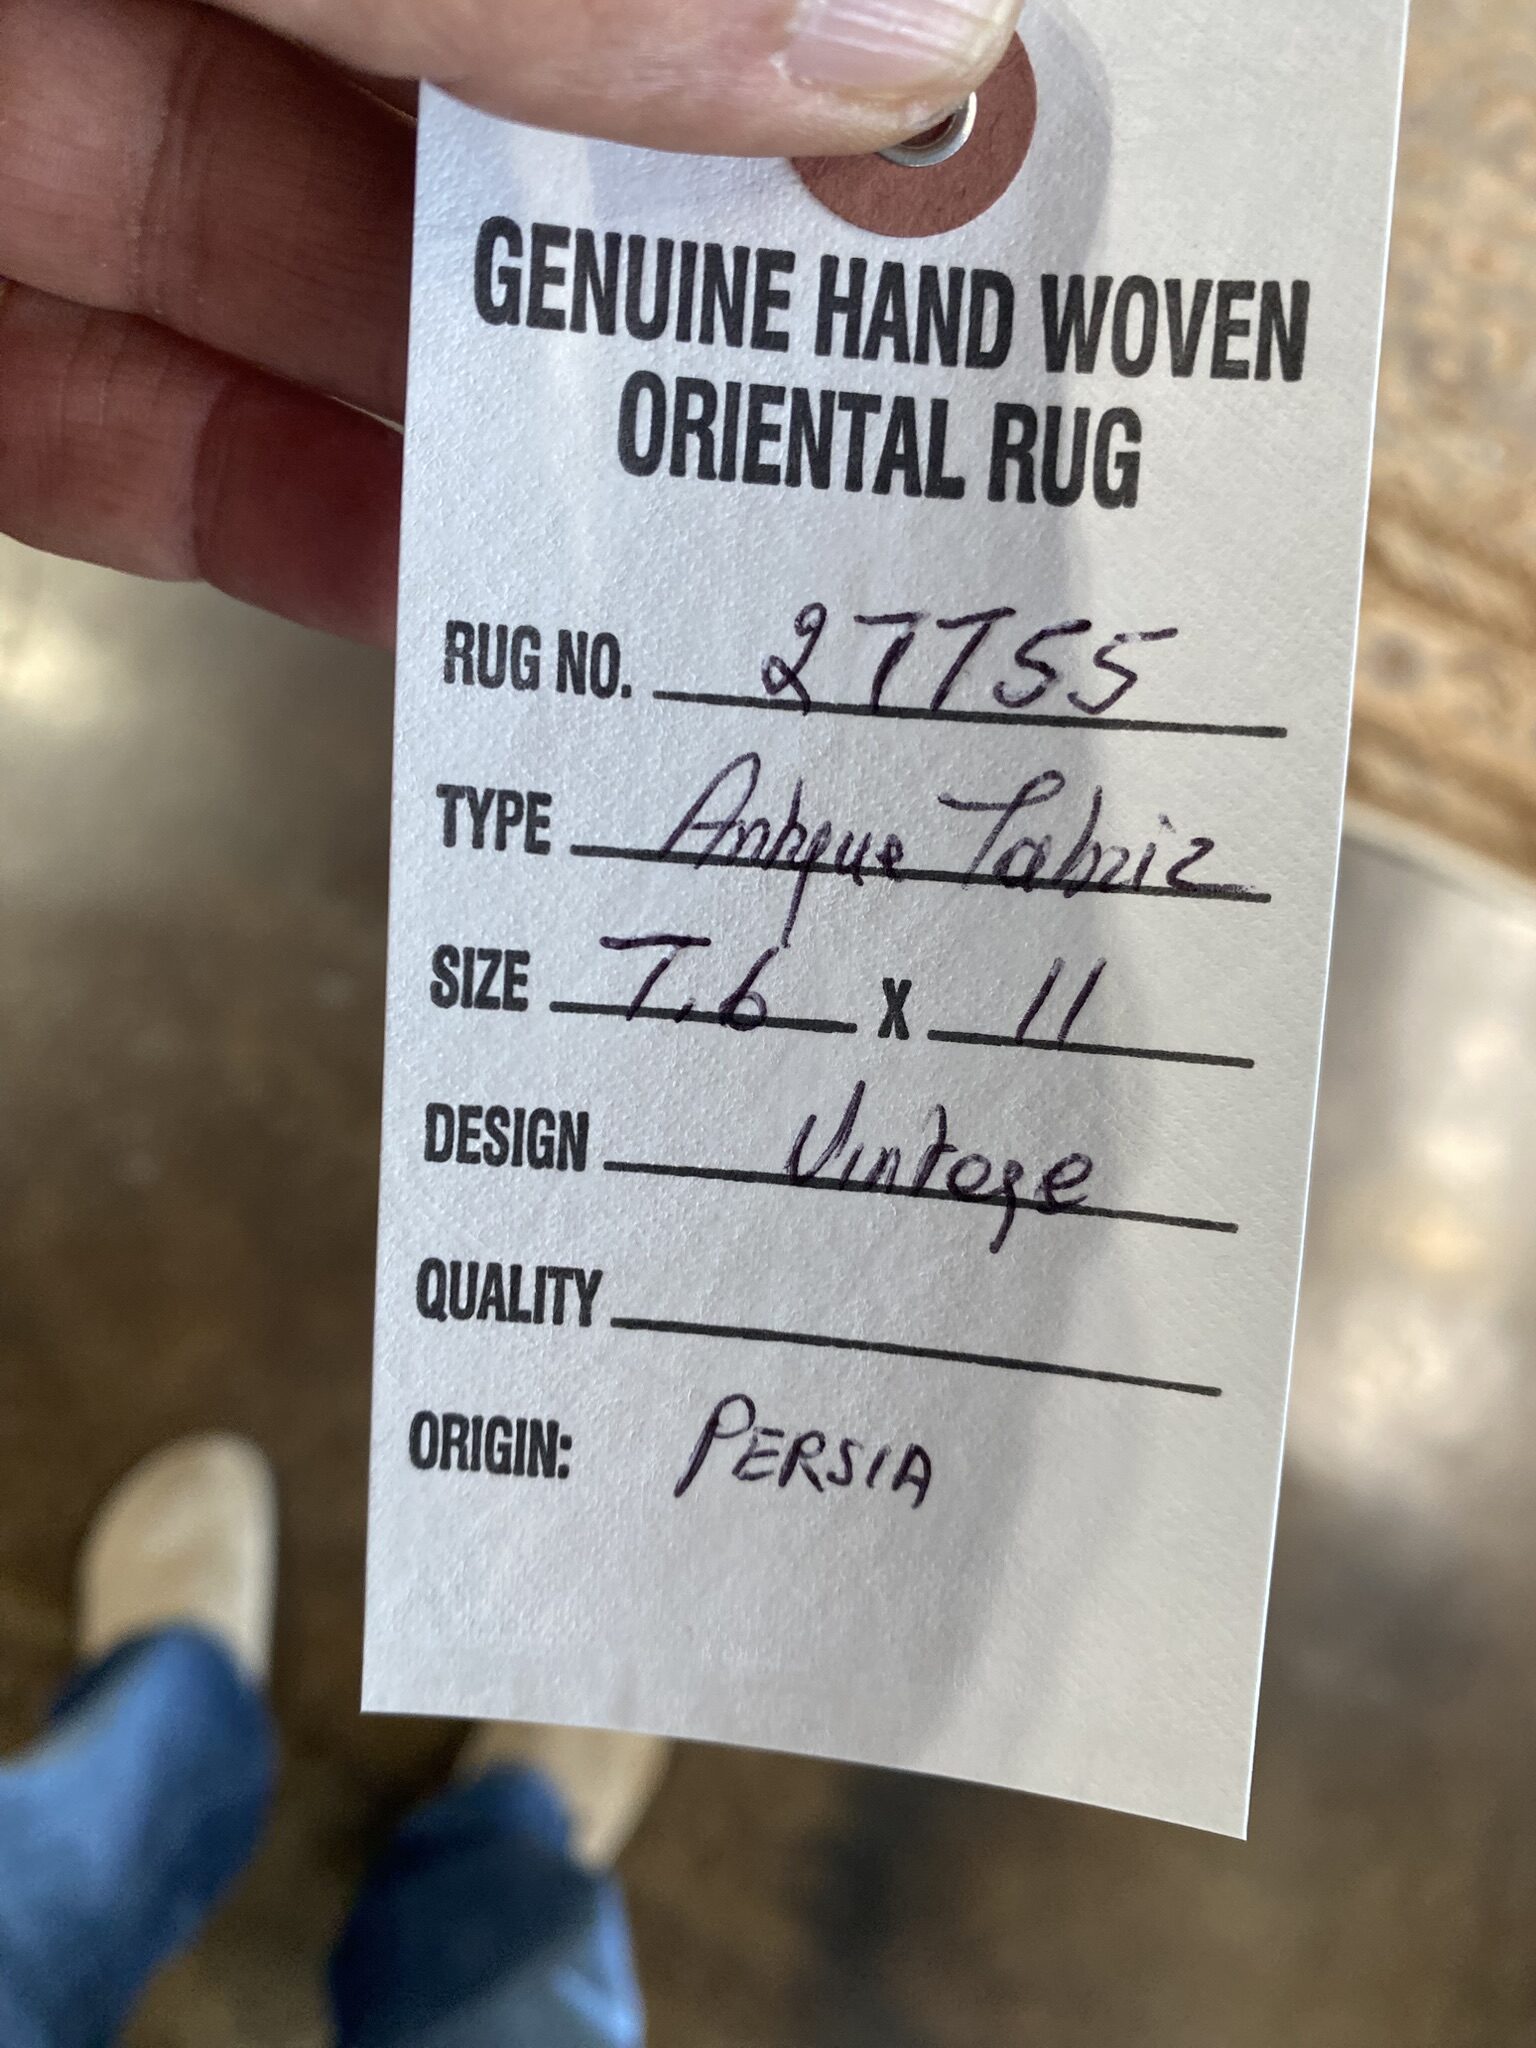 GENUINE HAND WOVEN
ORIENTAL RUG
RUG NO. 27755
TYPE Antique Tabriz
SIZE 7.6 X 11
DESIGN Vintage
QUALITY
ORIGIN: PERSIA